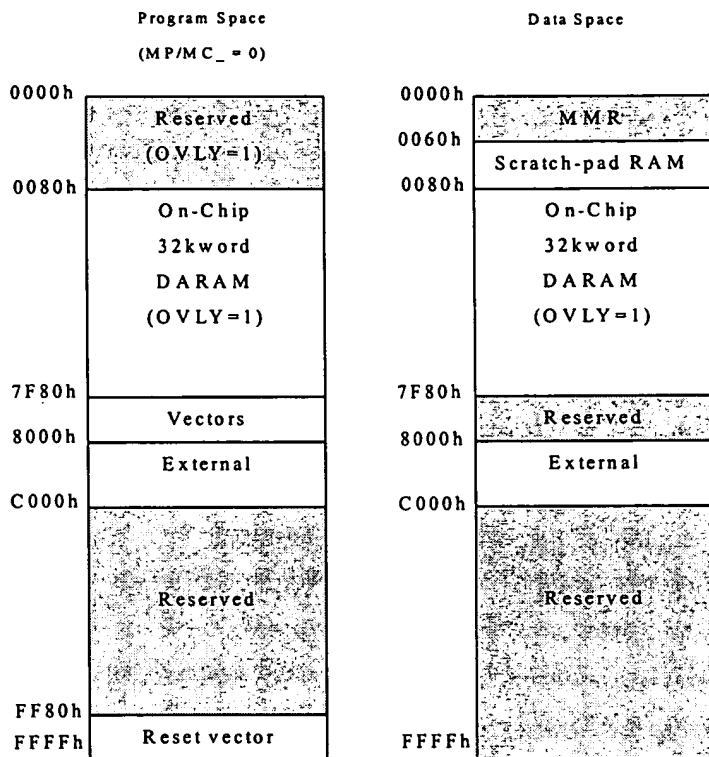 Program Space
(MP/MC_ = 0)
0000h
Reserved
(OVLY=1)
0080h
On-Chip
32kword
DARAM
(OVLY=1)
7F80h
Vectors
8000h
External
C000h
Reserved
FF80h
Reset vector
FFFFh
Data Space
0000h
MMR
0060h
Scratch-pad RAM
0080h
On-Chip
32kword
DARAM
(OVLY=1)
7F80h
Reserved
8000h
External
C000h
Reserved
FFFFh